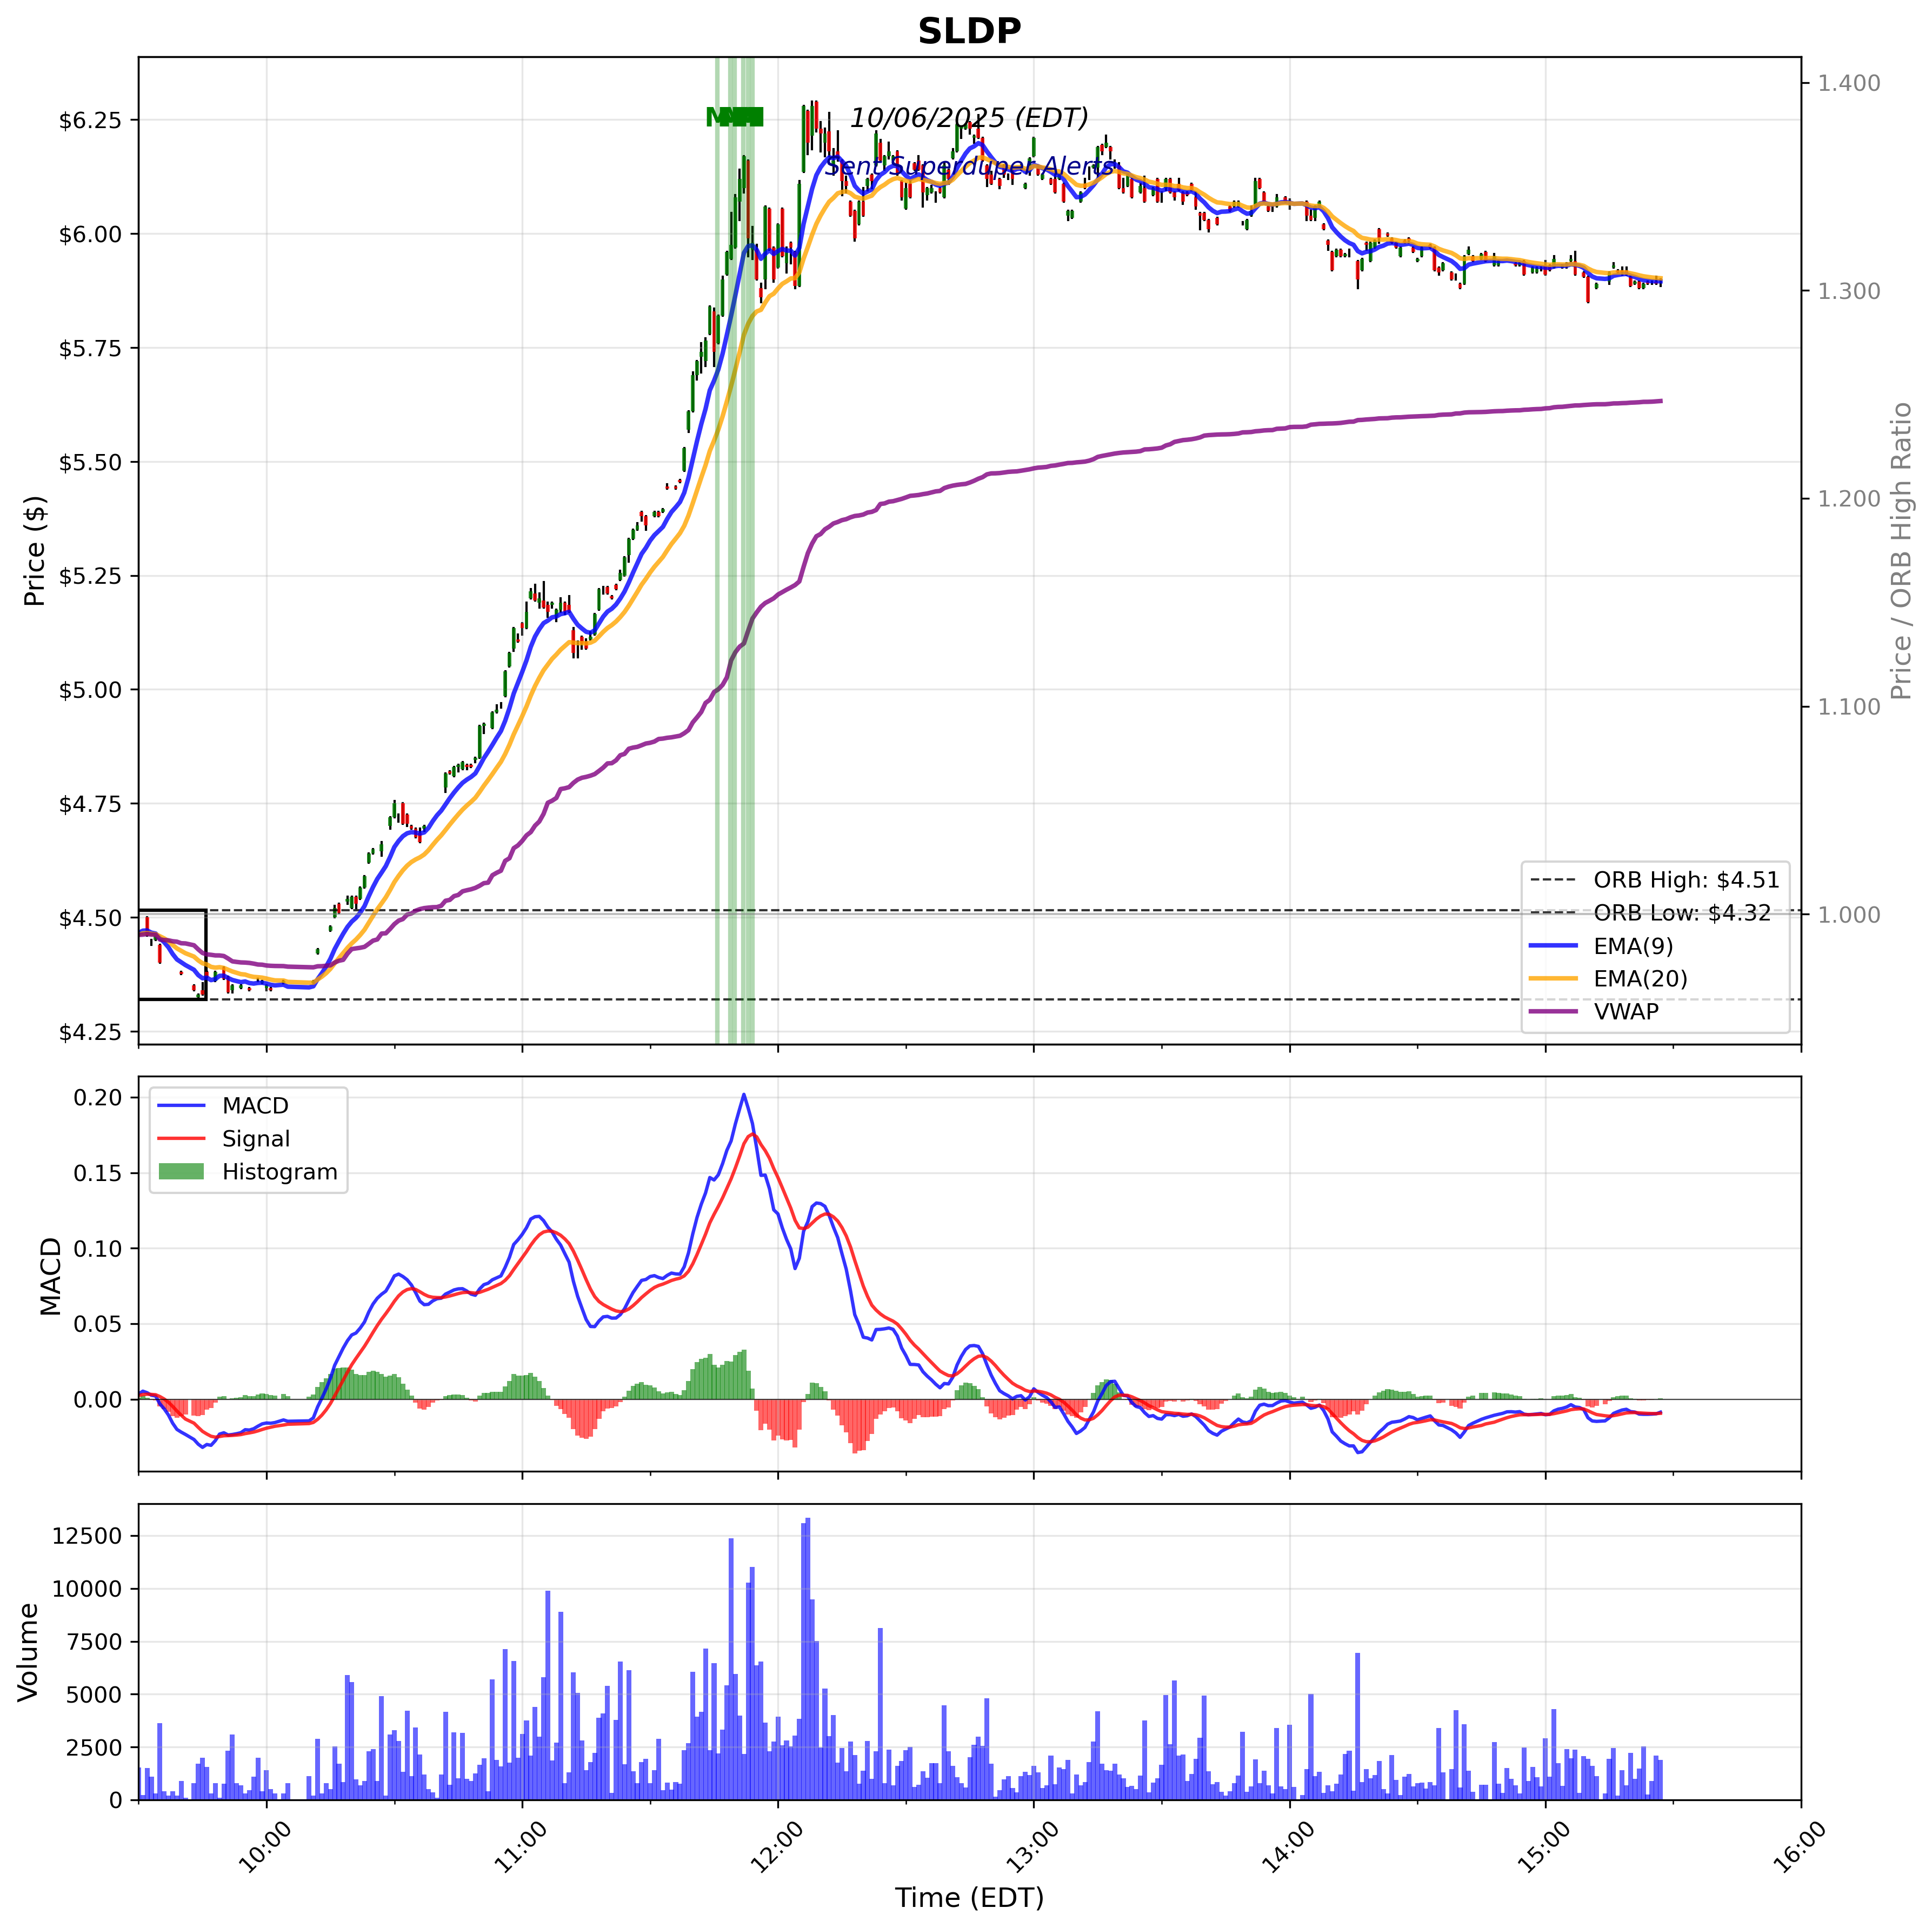 SLDP
10/06/2025 (EDT)
Sent Superduper Alerts
$6.25
$6.00
$5.75
$5.50
$5.25
$5.00
$4.75
$4.50
$4.25
Price ($)
1.400
1.300
1.200
1.100
1.000
Price / ORB High Ratio
ORB High: $4.51
ORB Low: $4.32
EMA(9)
EMA(20)
VWAP
0.20
0.15
0.10
0.05
0.00
MACD
MACD
Signal
Histogram
12500
10000
7500
5000
2500
0
Volume
10:00
11:00
12:00
13:00
14:00
15:00
16:00
Time (EDT)